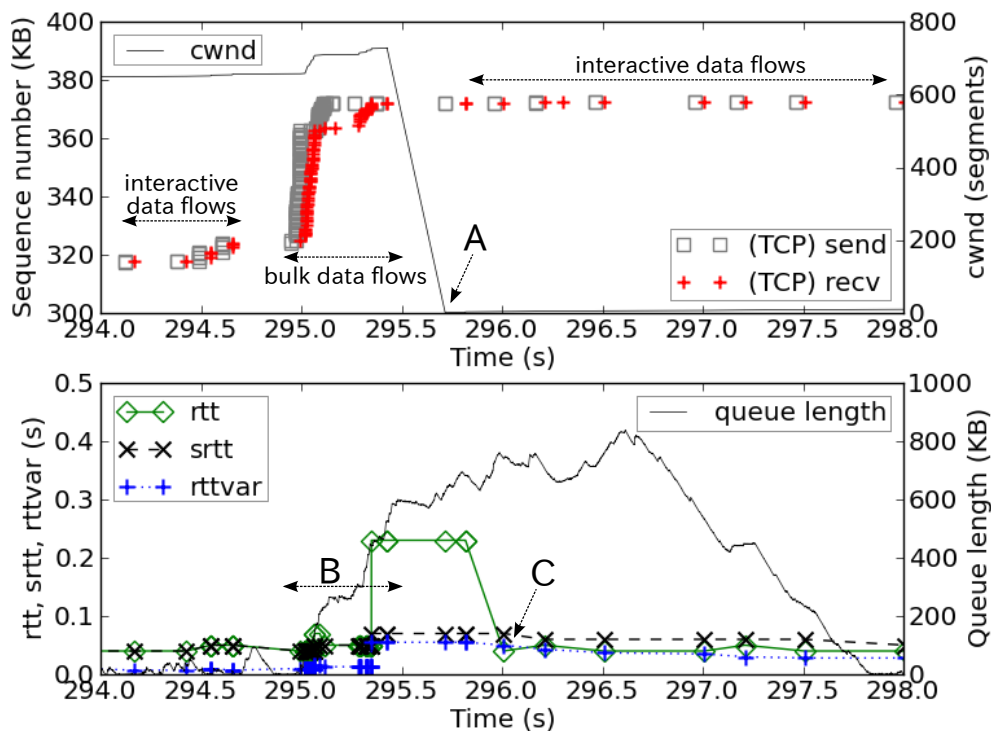 400
380
360
340
320
300
Sequence number (KB)
cwnd
interactive data flows
interactive
data flows
bulk data flows
A
(TCP) send
(TCP) recv
800
600
400
200
0
cwnd (segments)
294.0 294.5 295.0 295.5 296.0 296.5 297.0 297.5 298.0
Time (s)
0.5
0.4
0.3
0.2
0.1
0.0
rtt, srtt, rttvar (s)
rtt
srtt
rttvar
queue length
B
C
1000
800
600
400
200
0
Queue length (KB)
294.0 294.5 295.0 295.5 296.0 296.5 297.0 297.5 298.0
Time (s)